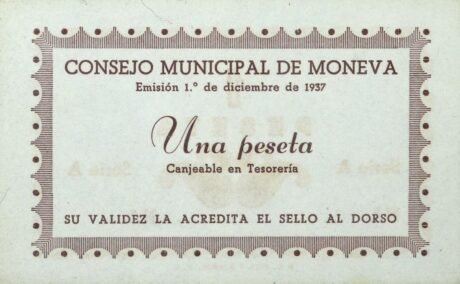 CONSEJO MUNICIPAL DE MONEVA
Emisión 1.º de diciembre de 1937
Una peseta
Canjeable en Tesorería
SU VALIDEZ LA ACREDITA EL SELLO AL DORSO